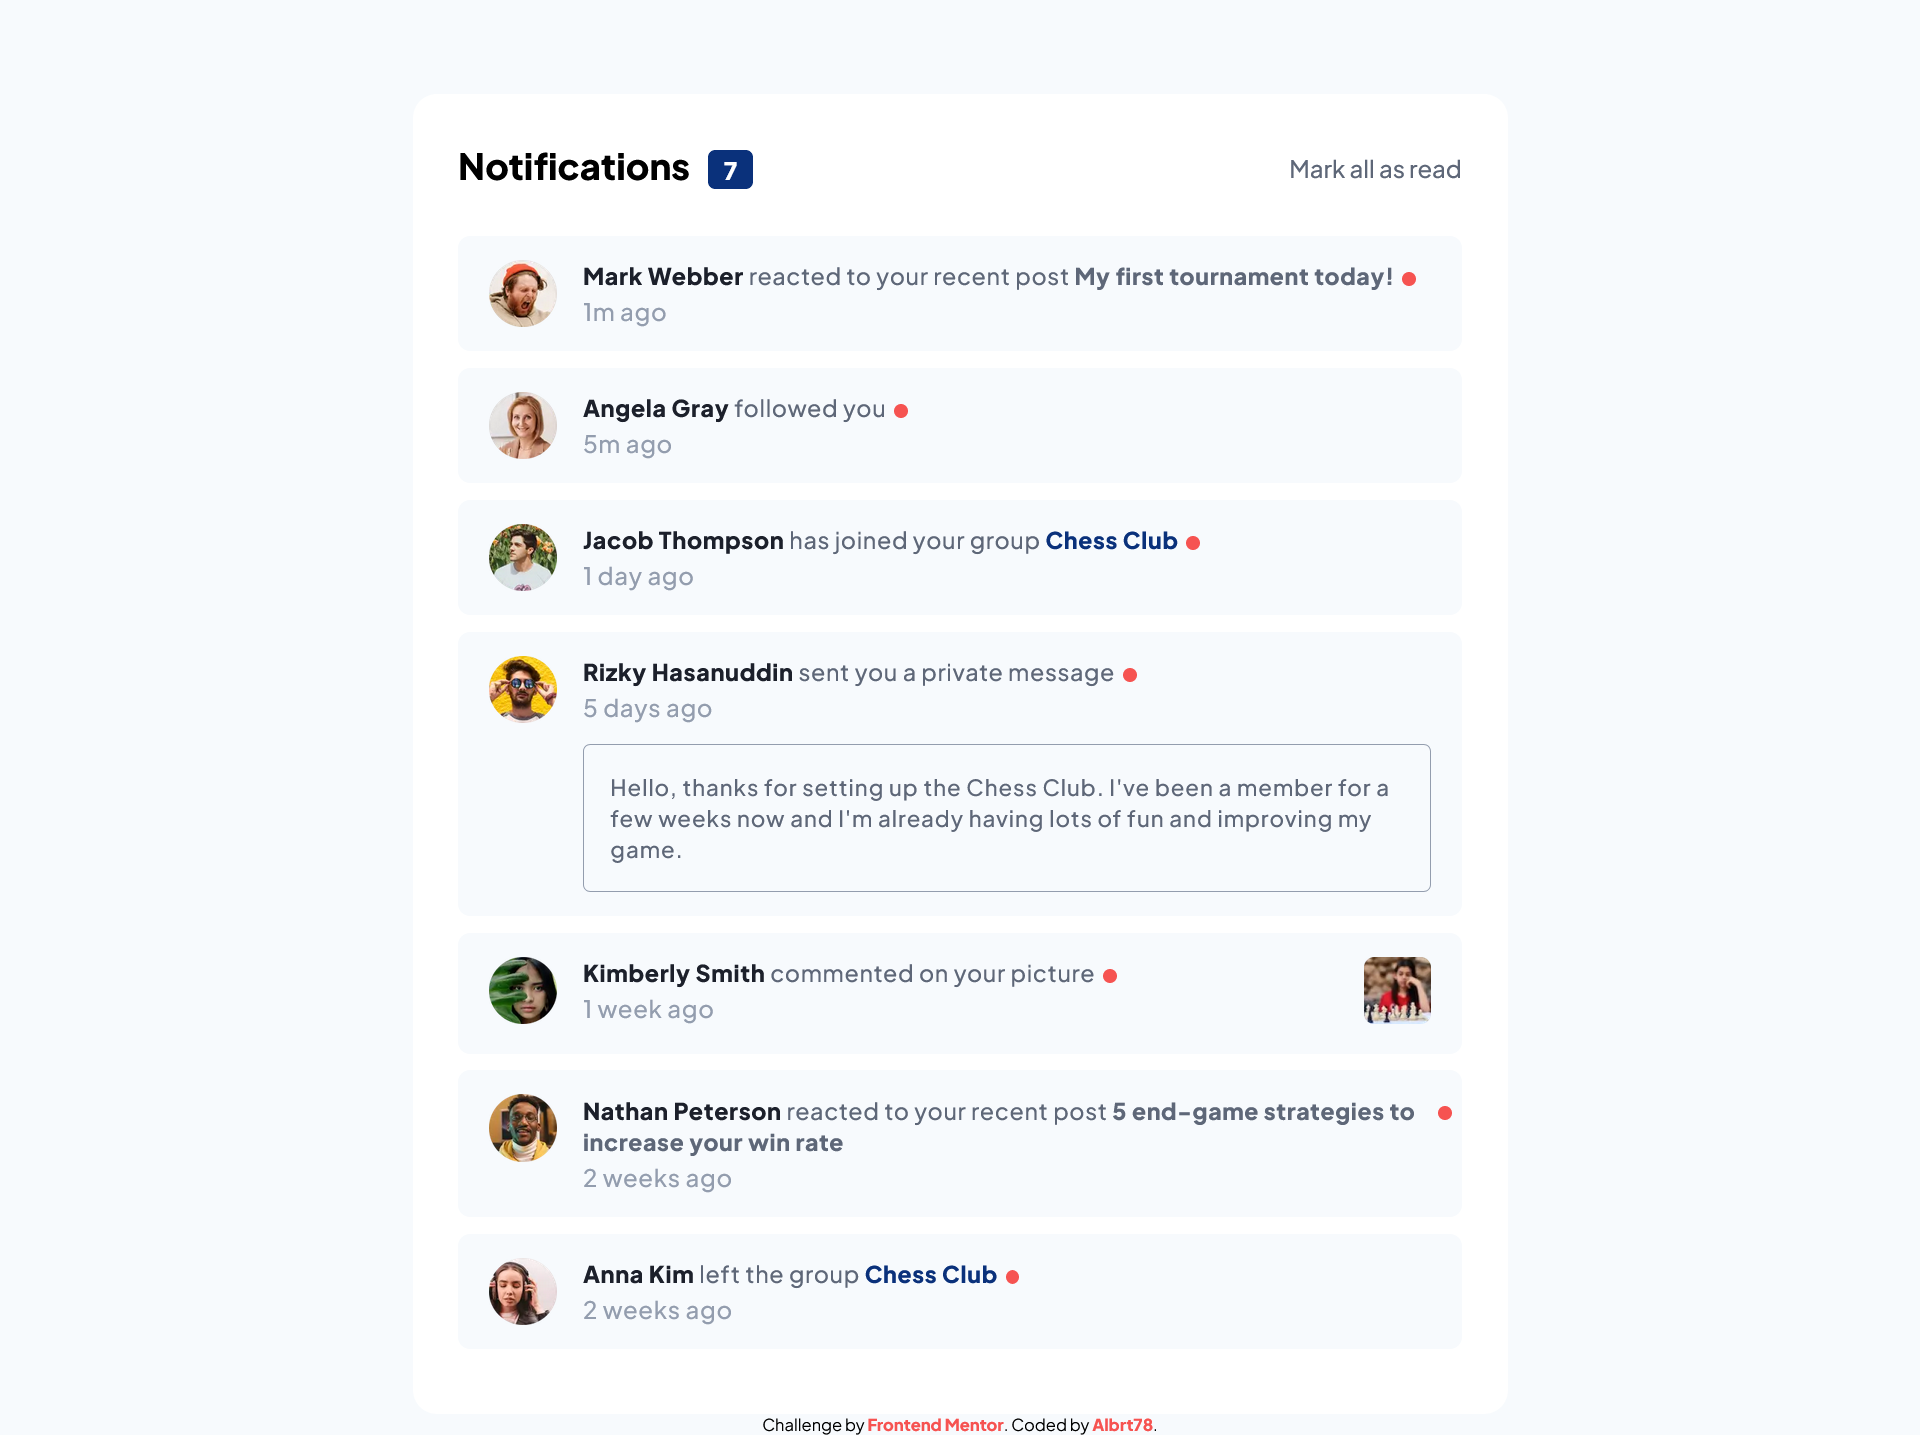 Notifications 7
Mark all as read
Mark Webber reacted to your recent post My first tournament today!
1m ago
Angela Gray followed you
5m ago
Jacob Thompson has joined your group Chess Club
1 day ago
Rizky Hasanuddin sent you a private message
5 days ago
Hello, thanks for setting up the Chess Club. I've been a member for a
few weeks now and I'm already having lots of fun and improving my
game.
Kimberly Smith commented on your picture
1 week ago
Nathan Peterson reacted to your recent post 5 end-game strategies to
increase your win rate
2 weeks ago
Anna Kim left the group Chess Club
2 weeks ago
Challenge by Frontend Mentor. Coded by Albrt78.